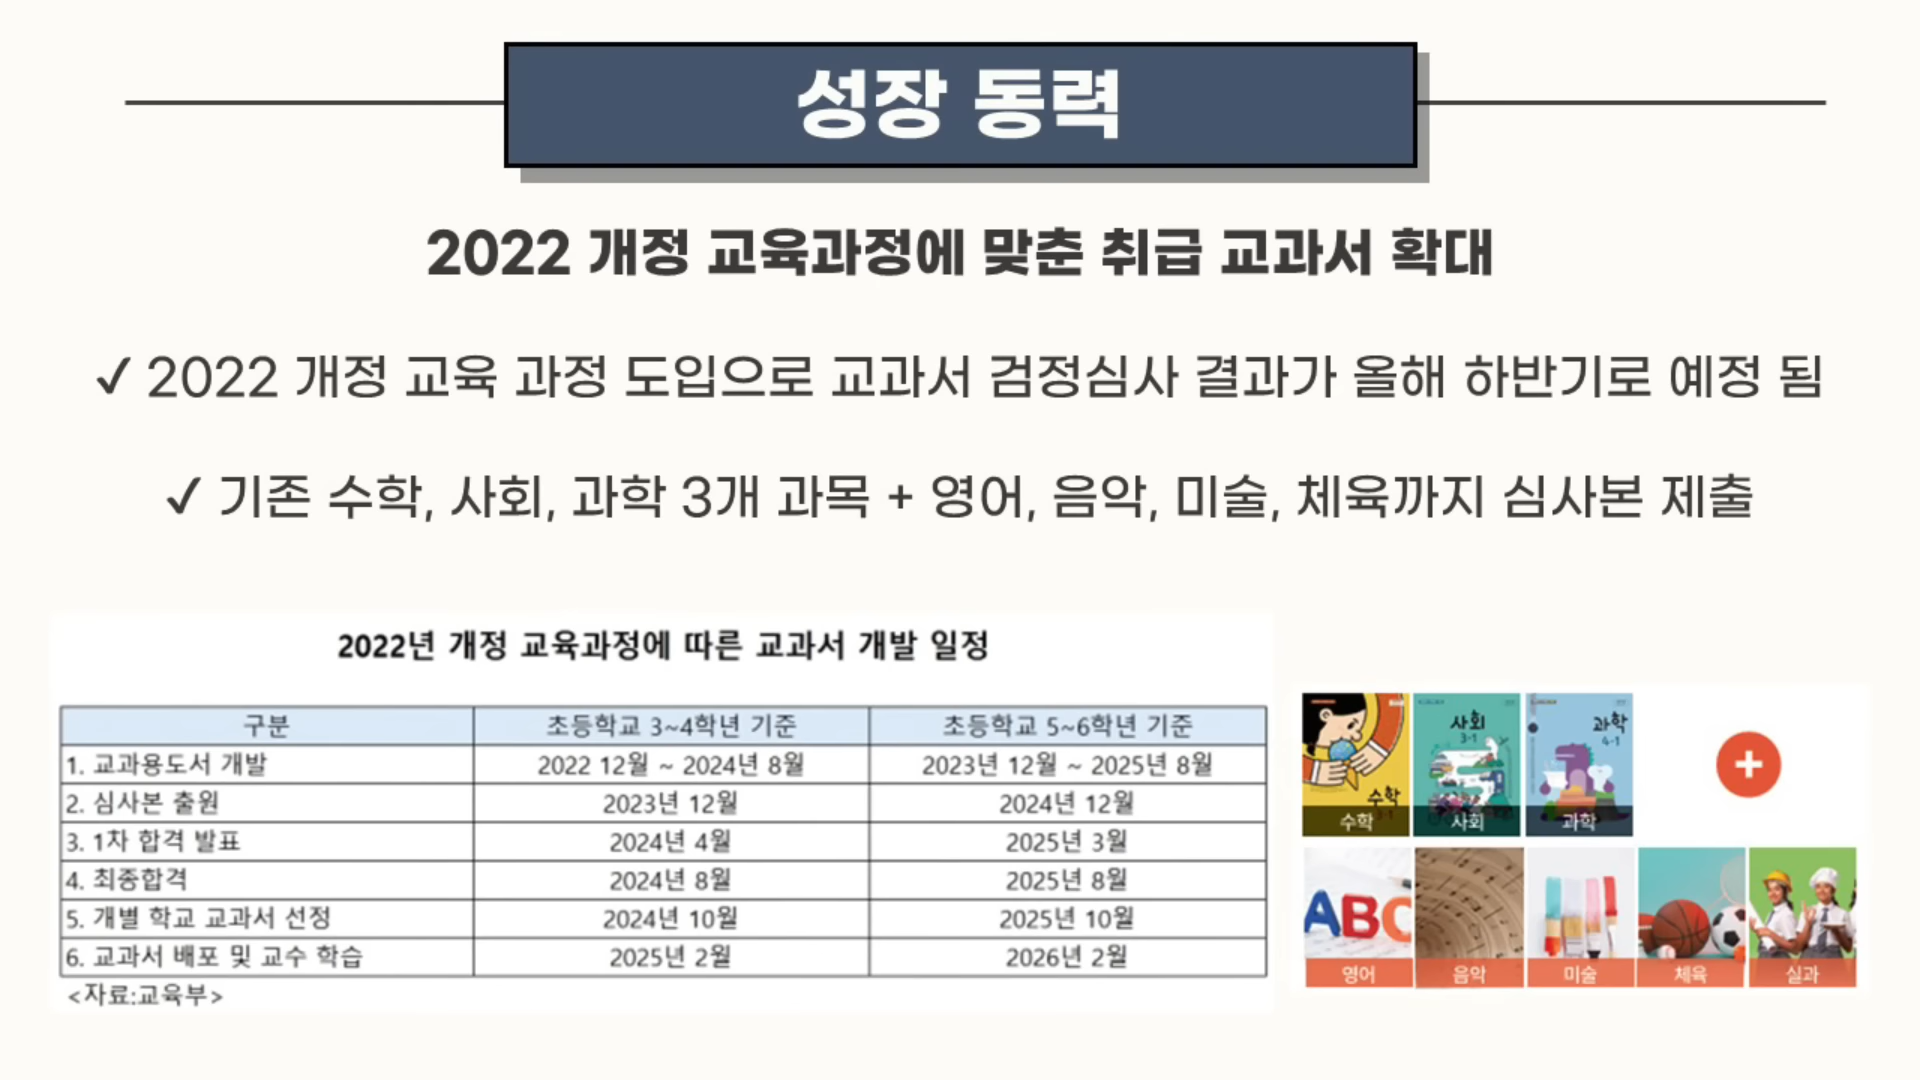 성장 동력
2022 개정 교육과정에 맞춘 취급 교과서 확대
✓ 2022 개정 교육 과정 도입으로 교과서 검정심사 결과가 올해 하반기로 예정 됨
✓ 기존 수학, 사회, 과학 3개 과목 + 영어, 음악, 미술, 체육까지 심사본 제출
2022년 개정 교육과정에 따른 교과서 개발 일정
구분 초등학교 3~4학년 기준 초등학교 5~6학년 기준
1. 교과용도서 개발 2022 12월 ~ 2024년 8월 2023년 12월 ~ 2025년 8월
2. 심사본 출원 2023년 12월 2024년 12월
3. 1차 합격 발표 2024년 4월 2025년 3월
4. 최종합격 2024년 8월 2025년 8월
5. 개별 학교 교과서 선정 2024년 10월 2025년 10월
6. 교과서 배포 및 교수 학습 2025년 2월 2026년 2월
<자료:교육부>
사회
3-1
과학
4-1
수학
3-1
수학 사회 과학
ABC
영어 음악 미술 체육 실과